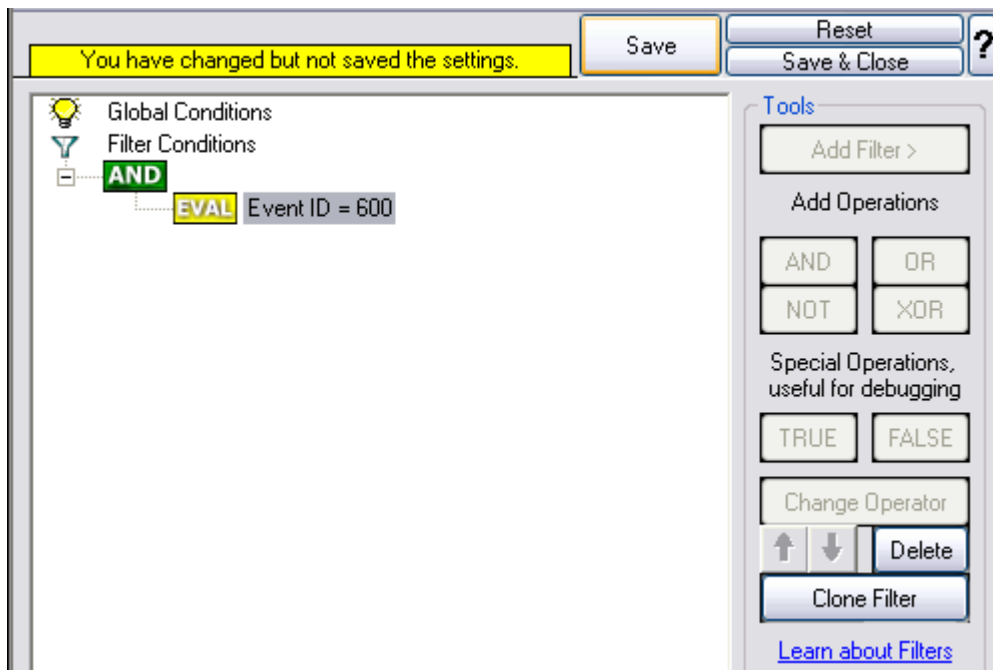 You have changed but not saved the settings.
Save
Reset
Save & Close
?
Global Conditions
Filter Conditions
AND
EVAL Event ID = 600
Tools
Add Filter >
Add Operations
AND OR
NOT XOR
Special Operations,
useful for debugging
TRUE FALSE
Change Operator
Delete
Clone Filter
Learn about Filters